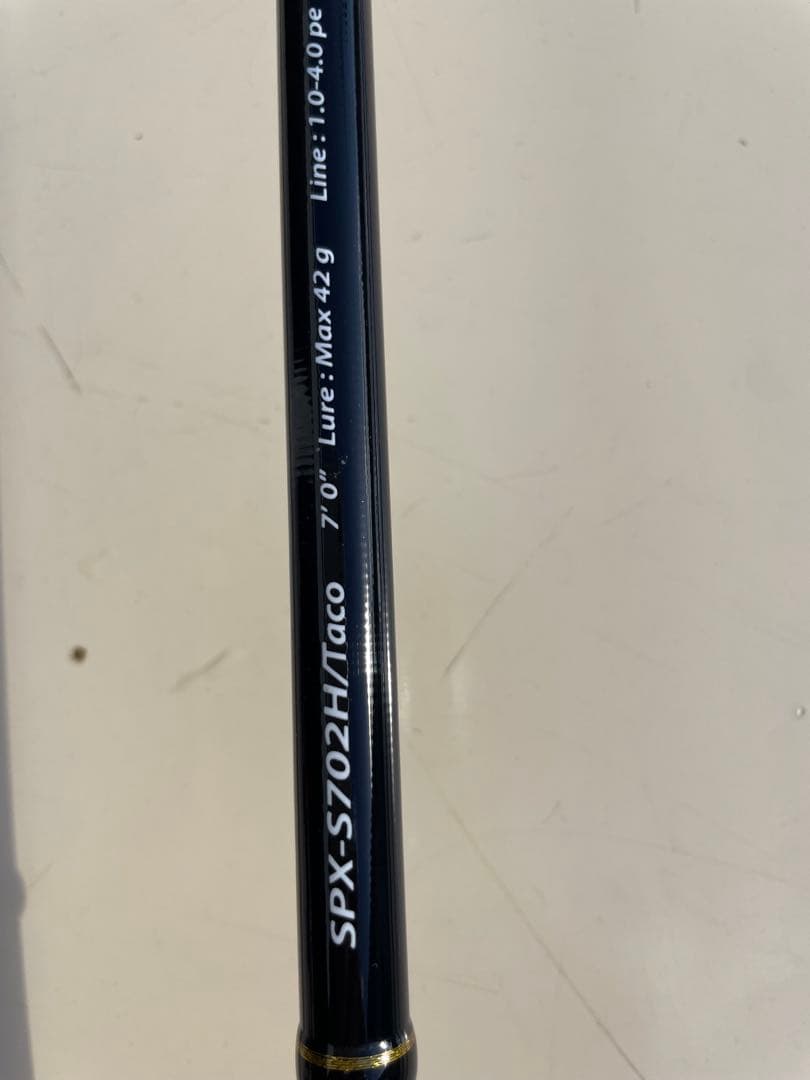 SPX-S702H/Taco 7'0" Lure : Max 42 g Line : 1.0-4.0 pe